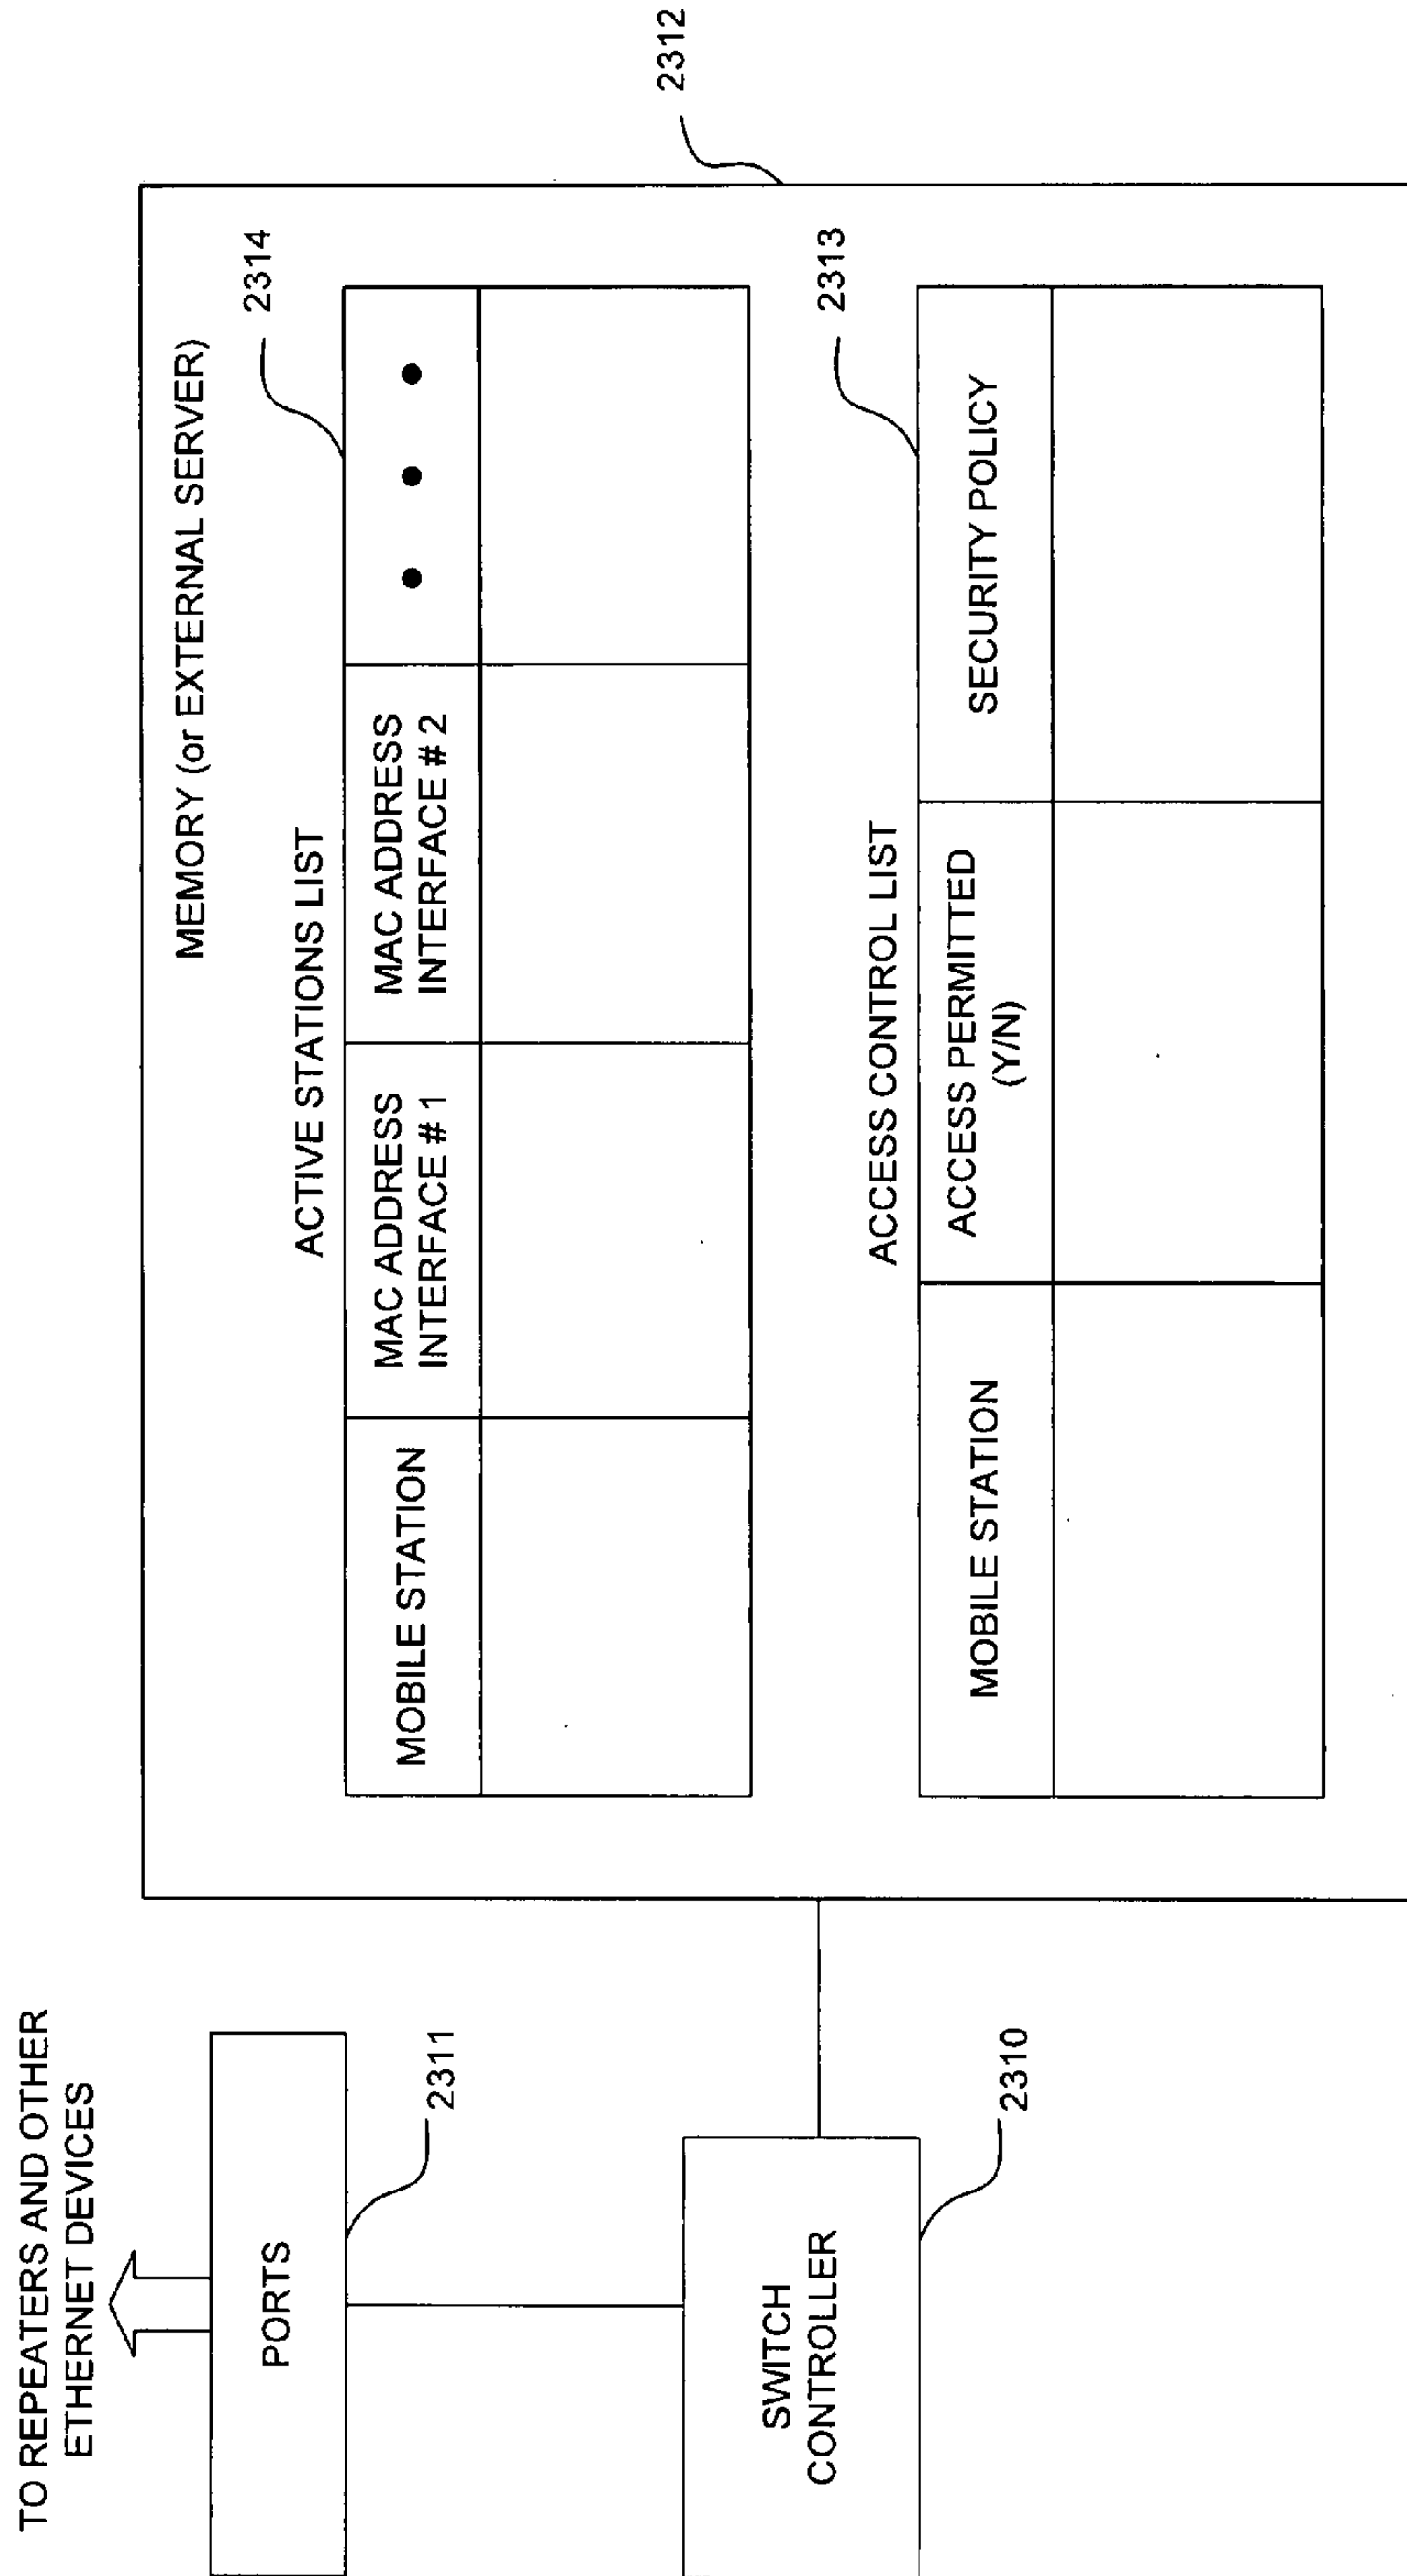 TO REPEATERS AND OTHER
ETHERNET DEVICES
PORTS
2311
SWITCH
CONTROLLER
2310
MEMORY (or EXTERNAL SERVER)
2312
ACTIVE STATIONS LIST
2314
MOBILE STATION
MAC ADDRESS
INTERFACE # 1
MAC ADDRESS
INTERFACE # 2
• • •
ACCESS CONTROL LIST
2313
MOBILE STATION
ACCESS PERMITTED
(Y/N)
SECURITY POLICY